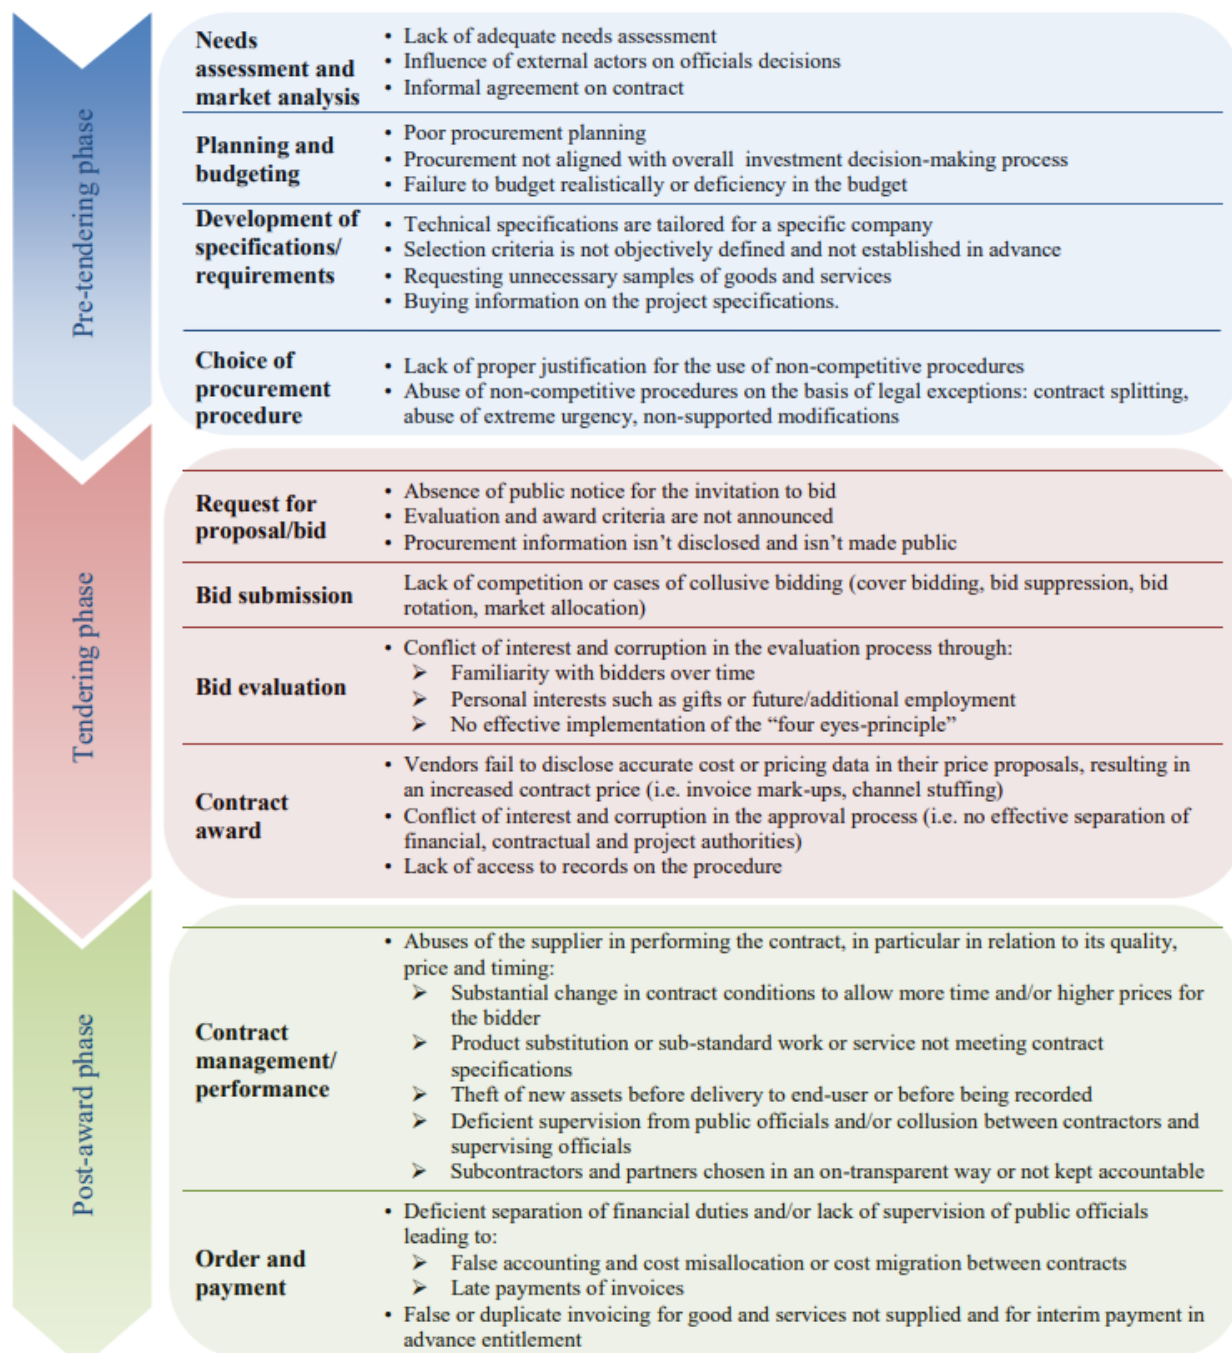 Pre-tendering phase
Needs
assessment and
market analysis
• Lack of adequate needs assessment
• Influence of external actors on officials decisions
• Informal agreement on contract
Planning and
budgeting
• Poor procurement planning
• Procurement not aligned with overall investment decision-making process
• Failure to budget realistically or deficiency in the budget
Development of
specifications/
requirements
• Technical specifications are tailored for a specific company
• Selection criteria is not objectively defined and not established in advance
• Requesting unnecessary samples of goods and services
• Buying information on the project specifications.
Choice of
procurement
procedure
• Lack of proper justification for the use of non-competitive procedures
• Abuse of non-competitive procedures on the basis of legal exceptions: contract splitting,
abuse of extreme urgency, non-supported modifications
Tendering phase
Request for
proposal/bid
• Absence of public notice for the invitation to bid
• Evaluation and award criteria are not announced
• Procurement information isn't disclosed and isn't made public
Bid submission
Lack of competition or cases of collusive bidding (cover bidding, bid suppression, bid
rotation, market allocation)
Bid evaluation
• Conflict of interest and corruption in the evaluation process through:
➢ Familiarity with bidders over time
➢ Personal interests such as gifts or future/additional employment
➢ No effective implementation of the “four eyes-principle”
Contract
award
• Vendors fail to disclose accurate cost or pricing data in their price proposals, resulting in
an increased contract price (i.e. invoice mark-ups, channel stuffing)
• Conflict of interest and corruption in the approval process (i.e. no effective separation of
financial, contractual and project authorities)
• Lack of access to records on the procedure
Post-award phase
Contract
management/
performance
• Abuses of the supplier in performing the contract, in particular in relation to its quality,
price and timing:
➢ Substantial change in contract conditions to allow more time and/or higher prices for
the bidder
➢ Product substitution or sub-standard work or service not meeting contract
specifications
➢ Theft of new assets before delivery to end-user or before being recorded
➢ Deficient supervision from public officials and/or collusion between contractors and
supervising officials
➢ Subcontractors and partners chosen in an on-transparent way or not kept accountable
Order and
payment
• Deficient separation of financial duties and/or lack of supervision of public officials
leading to:
➢ False accounting and cost misallocation or cost migration between contracts
➢ Late payments of invoices
• False or duplicate invoicing for good and services not supplied and for interim payment in
advance entitlement